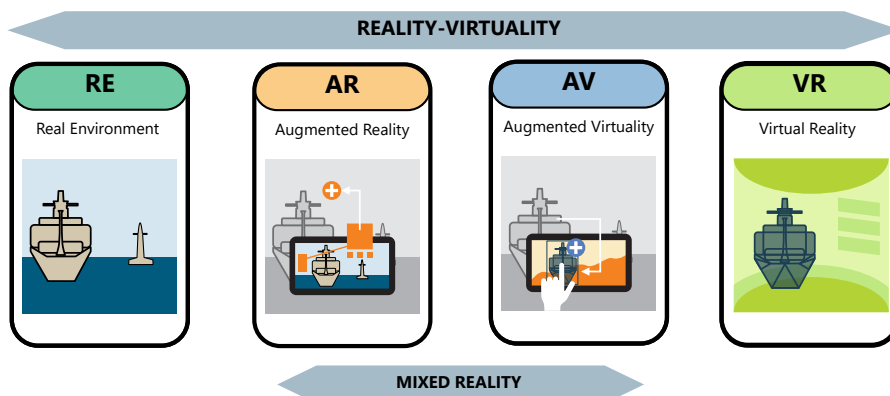 REALITY-VIRTUALITY
RE
Real Environment
AR
Augmented Reality
AV
Augmented Virtuality
VR
Virtual Reality
MIXED REALITY